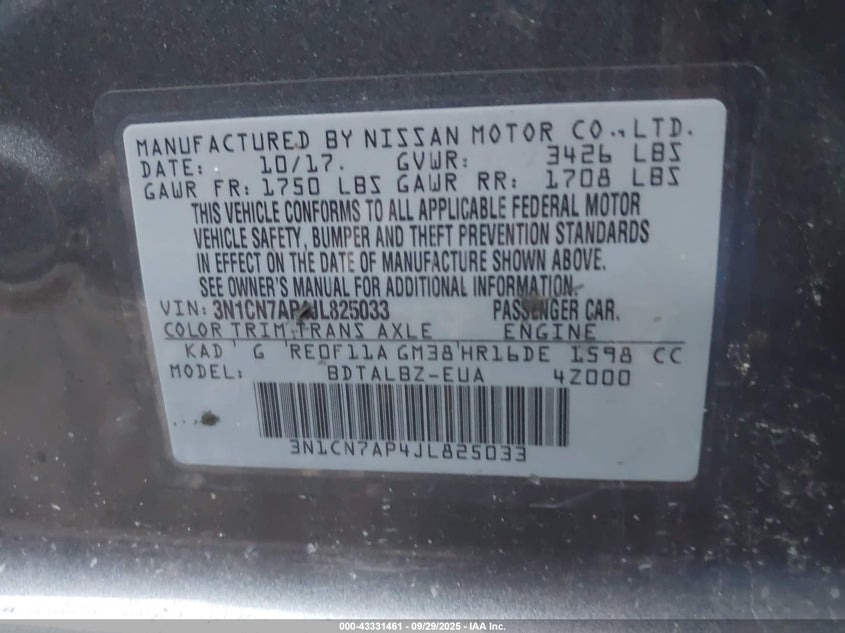 MANUFACTURED BY NISSAN MOTOR CO.,LTD.
DATE: 10/17. GVWR: 3426 LBS
GAWR FR: 1750 LBS GAWR RR: 1708 LBS
THIS VEHICLE CONFORMS TO ALL APPLICABLE FEDERAL MOTOR
VEHICLE SAFETY, BUMPER AND THEFT PREVENTION STANDARDS
IN EFFECT ON THE DATE OF MANUFACTURE SHOWN ABOVE.
SEE OWNER'S MANUAL FOR ADDITIONAL INFORMATION.
VIN: 3N1CN7AP4JL825033 PASSENGER CAR.
COLOR TRIM TRANS AXLE ENGINE
KAD G RE0F11A GM38 HR16DE 1598 CC
MODEL: BDTALBZ-EUA 4Z000
3N1CN7AP4JL825033
000-43331461 - 09/29/2025 - IAA Inc.